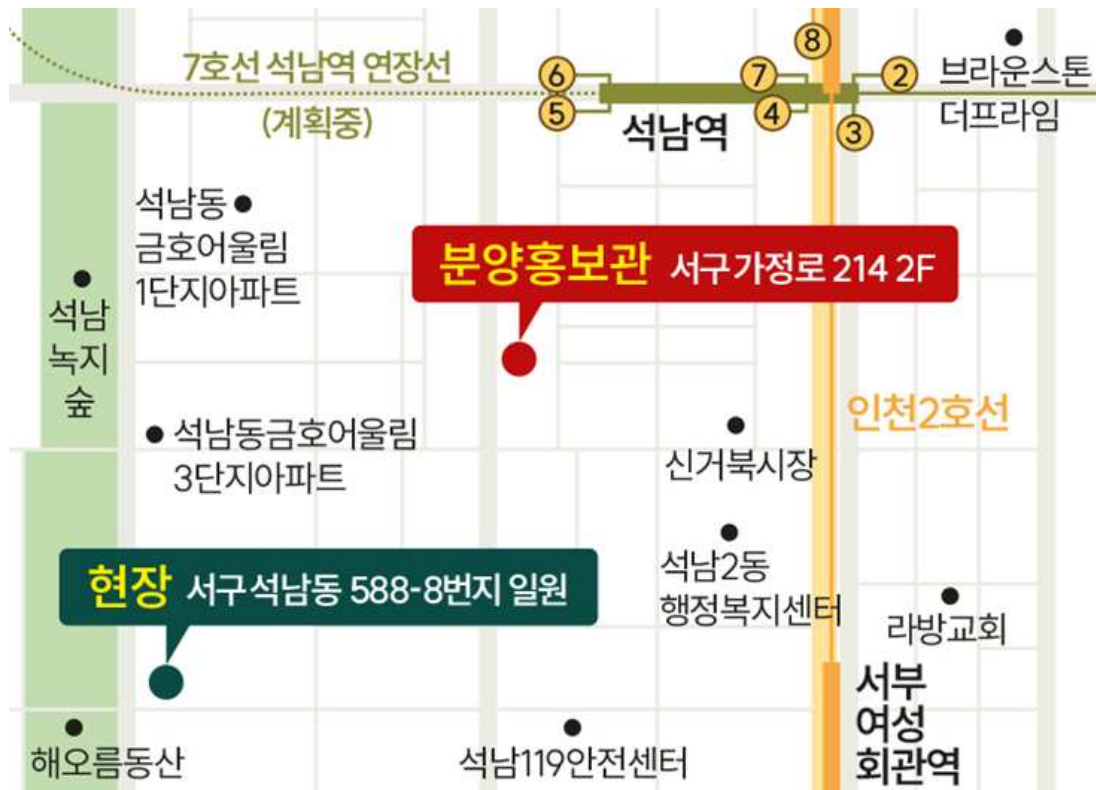 7호선 석남역 연장선
(계획중)
⑧
⑥
⑦
②
⑤
④
③
석남역
브라운스톤
더프라임
석남동
금호어울림
1단지아파트
분양홍보관 서구 가정로 214 2F
석남
녹지
숲
인천2호선
석남동금호어울림
3단지아파트
신거북시장
현장 서구 석남동 588-8번지 일원
석남2동
행정복지센터
라방교회
서부
여성
회관역
해오름동산
석남119안전센터